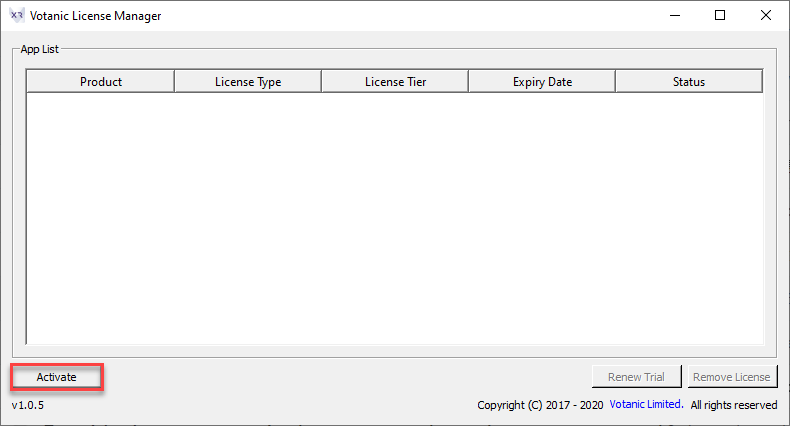 XR Votanic License Manager
App List
Product License Type License Tier Expiry Date Status
Activate Renew Trial Remove License
v1.0.5 Copyright (C) 2017 - 2020 Votanic Limited. All rights reserved